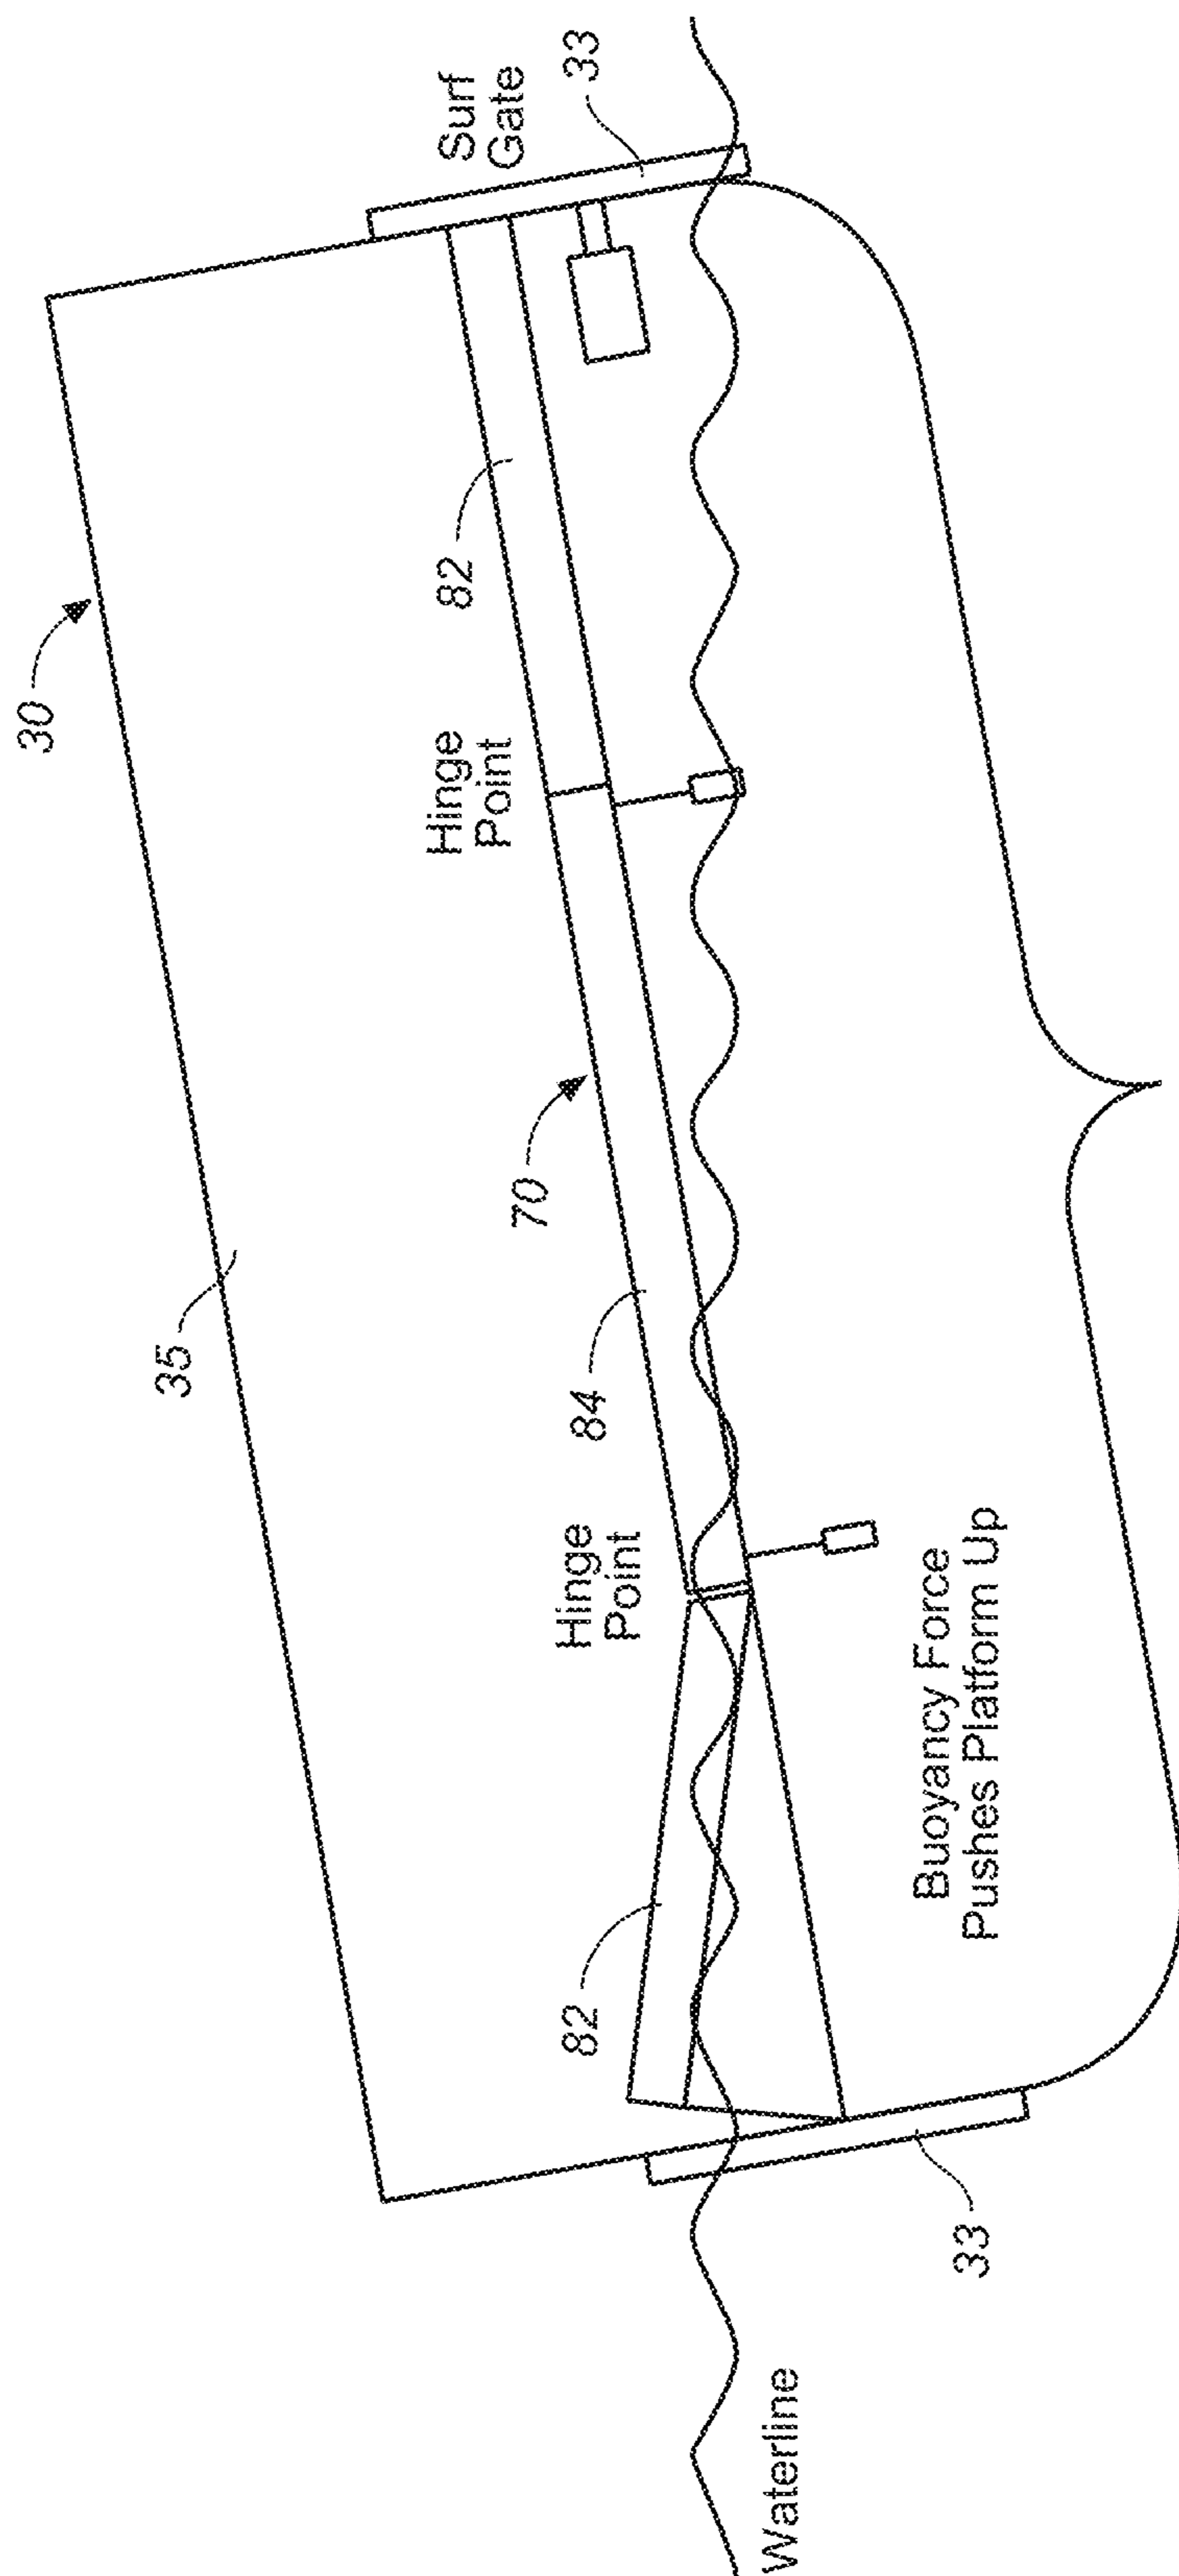 30
35
Surf
Gate
33
82
Hinge
Point
70
84
Hinge
Point
82
Buoyancy Force
Pushes Platform Up
33
Waterline